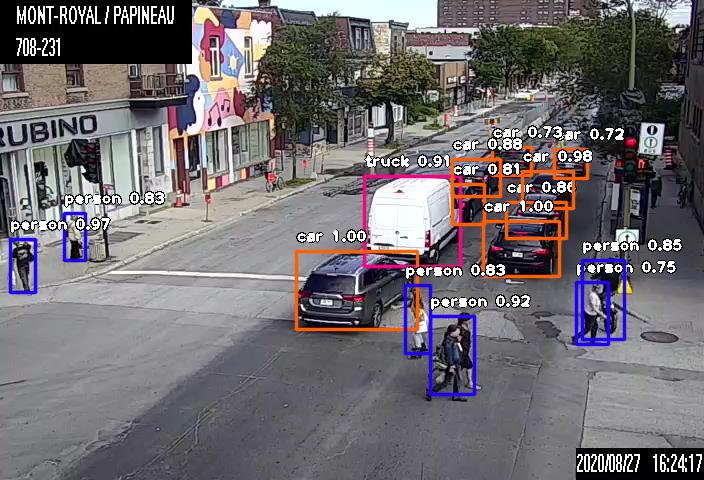 MONT-ROYAL / PAPINEAU
708-231
RUBINO
car 0.73
car 0.72
car 0.88
car 0.98
truck 0.91
car 0.81
car 0.86
person 0.83
car 1.00
person 0.97
car 1.00
person 0.85
person 0.83
person 0.75
person 0.92
2020/08/27 16:24:17